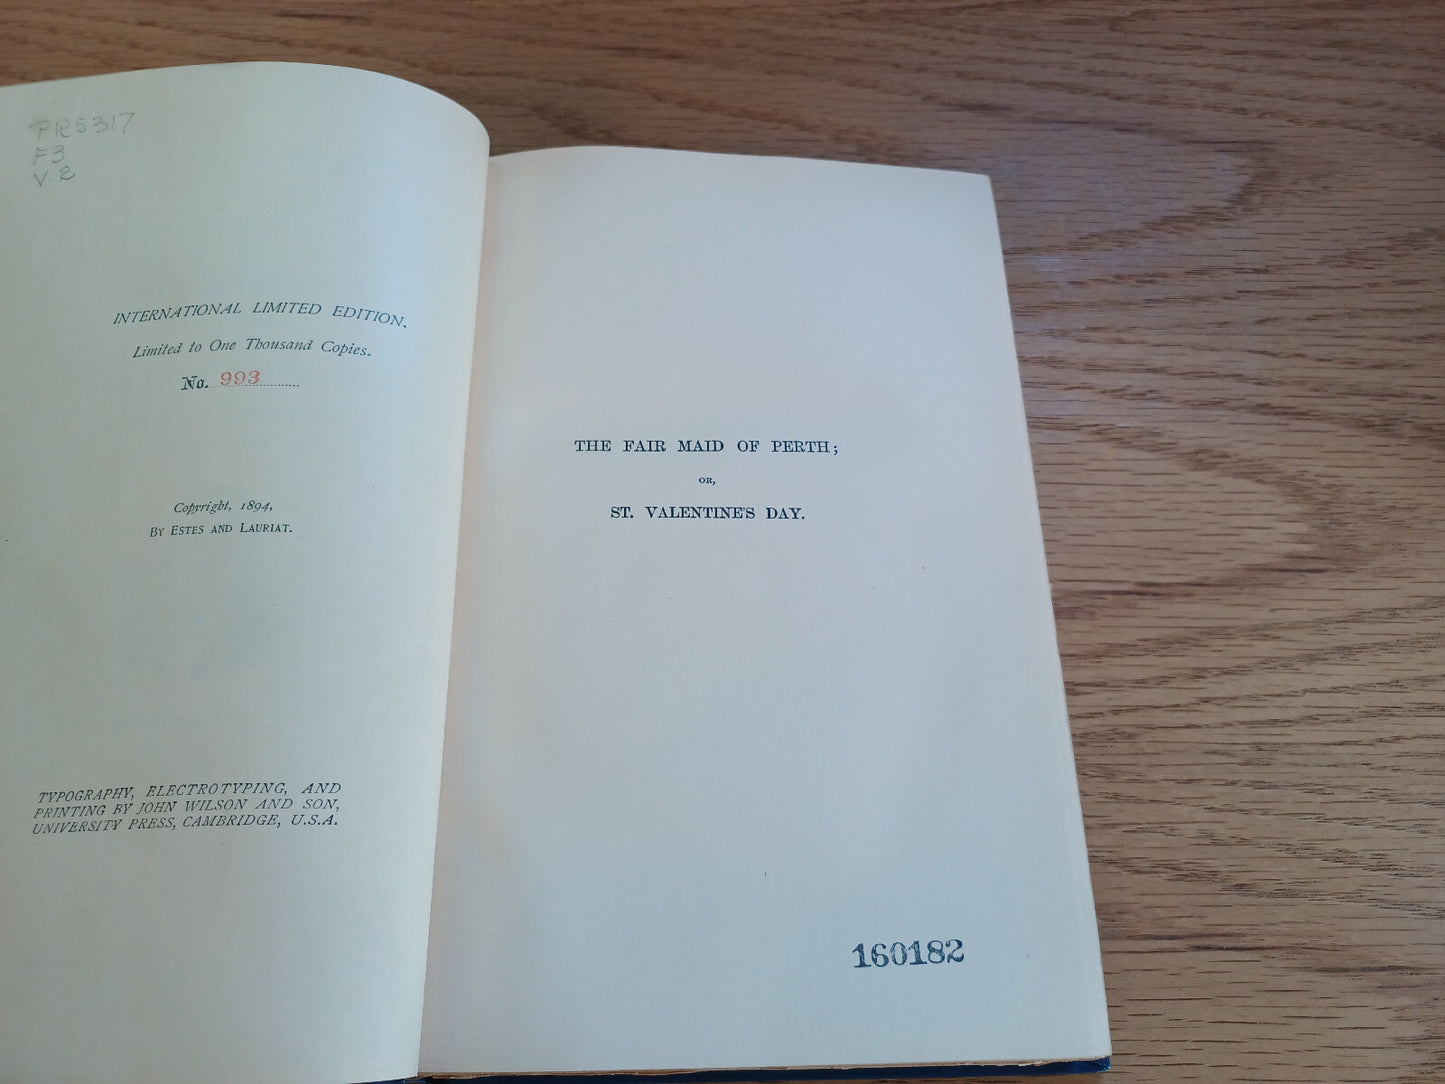 PR5317
F3
V.2
INTERNATIONAL LIMITED EDITION.
Limited to One Thousand Copies.
No. 993
Copyright, 1894,
BY ESTES AND LAURIAT.
TYPOGRAPHY, ELECTROTYPING, AND
PRINTING BY JOHN WILSON AND SON,
UNIVERSITY PRESS, CAMBRIDGE, U.S.A.
THE FAIR MAID OF PERTH;
OR,
ST. VALENTINE'S DAY.
160182